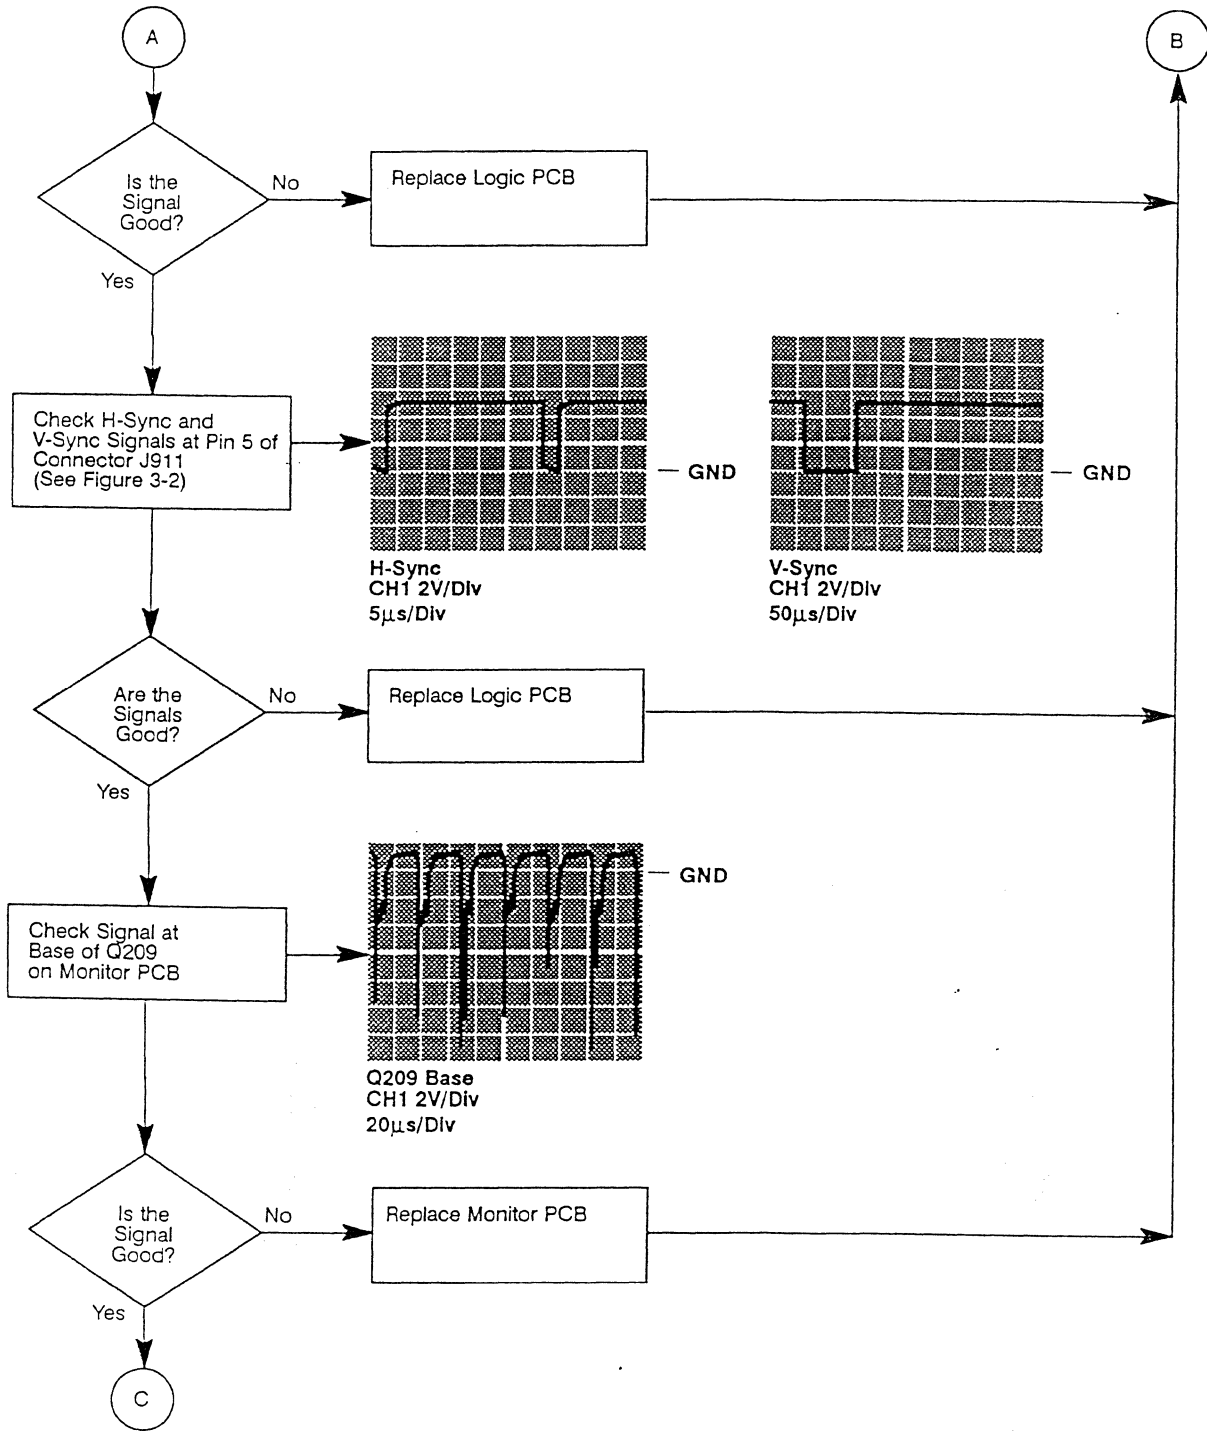 A
B
Is the
Signal
Good?
No
Replace Logic PCB
Yes
Check H-Sync and
V-Sync Signals at Pin 5 of
Connector J911
(See Figure 3-2)
GND
GND
H-Sync
CH1 2V/Div
5µs/Div
V-Sync
CH1 2V/Div
50µs/Div
Are the
Signals
Good?
No
Replace Logic PCB
Yes
GND
Check Signal at
Base of Q209
on Monitor PCB
Q209 Base
CH1 2V/Div
20µs/Div
Is the
Signal
Good?
No
Replace Monitor PCB
Yes
C